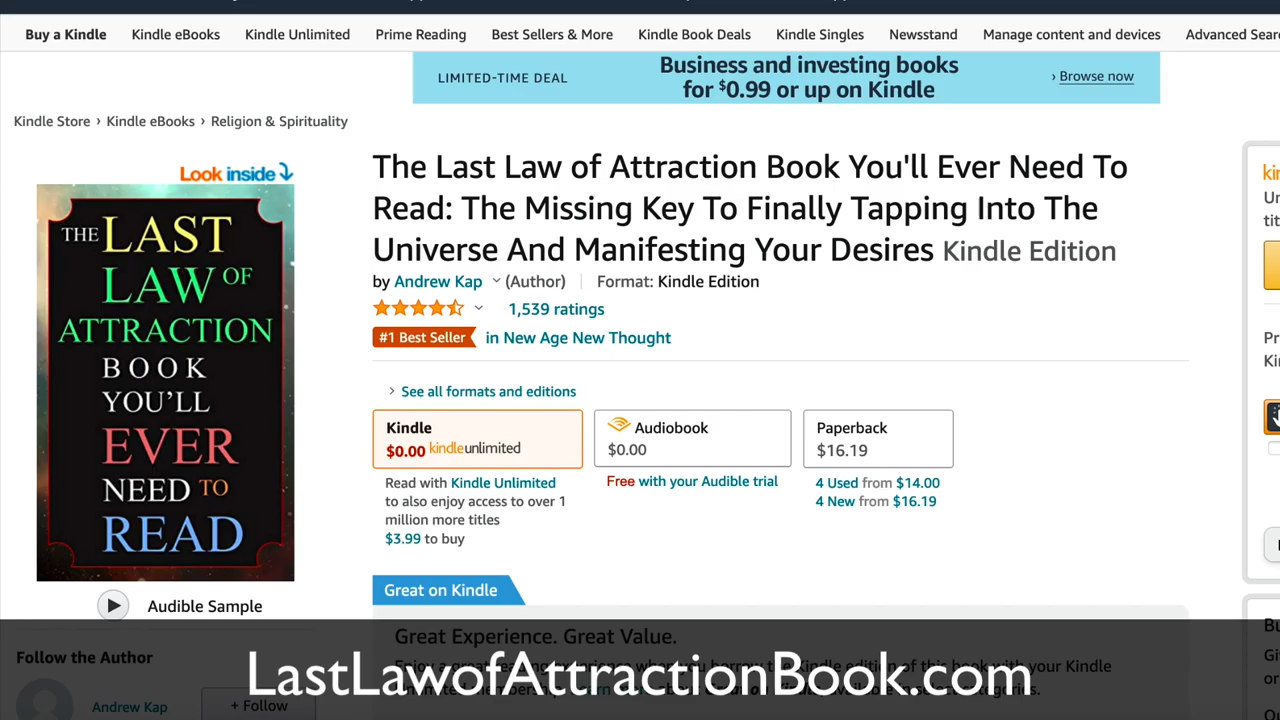 Buy a Kindle Kindle eBooks Kindle Unlimited Prime Reading Best Sellers & More Kindle Book Deals Kindle Singles Newsstand Manage content and devices Advanced Sear
LIMITED-TIME DEAL
Business and investing books
for $0.99 or up on Kindle
› Browse now
Kindle Store › Kindle eBooks › Religion & Spirituality
Look inside
THE LAST
LAW OF
ATTRACTION
BOOK
YOU'LL
EVER
NEED TO
READ
Audible Sample
Follow the Author
Andrew Kap
+ Follow
The Last Law of Attraction Book You'll Ever Need To
Read: The Missing Key To Finally Tapping Into The
Universe And Manifesting Your Desires Kindle Edition
by Andrew Kap (Author) Format: Kindle Edition
1,539 ratings
#1 Best Seller in New Age New Thought
› See all formats and editions
Kindle
$0.00 kindleunlimited
Read with Kindle Unlimited
to also enjoy access to over 1
million more titles
$3.99 to buy
Audiobook
$0.00
Free with your Audible trial
Paperback
$16.19
4 Used from $14.00
4 New from $16.19
Great on Kindle
Great Experience. Great Value.
LastLawofAttractionBook.com